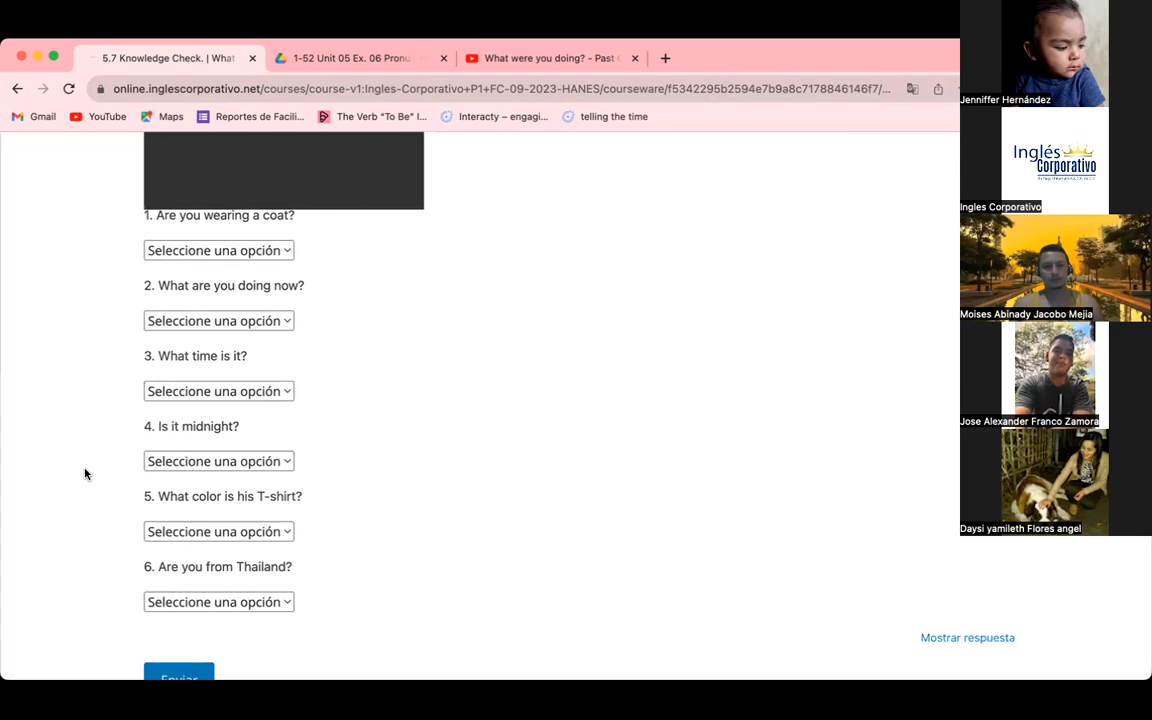 5.7 Knowledge Check. | What
1-52 Unit 05 Ex. 06 Pronu
What were you doing? - Past C
online.inglescorporativo.net/courses/course-v1:Ingles-Corporativo+P1+FC-09-2023-HANES/courseware/f5342295b2594e7b9a8c7178846146f7/...
Gmail
YouTube
Maps
Reportes de Facili...
The Verb "To Be" I...
Interacty – engagi...
telling the time
1. Are you wearing a coat?
Seleccione una opción
2. What are you doing now?
Seleccione una opción
3. What time is it?
Seleccione una opción
4. Is it midnight?
Seleccione una opción
5. What color is his T-shirt?
Seleccione una opción
6. Are you from Thailand?
Seleccione una opción
Mostrar respuesta
Enviar
Jenniffer Hernández
Inglés
Corporativo
Ingles Corporativo
Moises Abinady Jacobo Mejia
Jose Alexander Franco Zamora
Daysi yamileth Flores angel